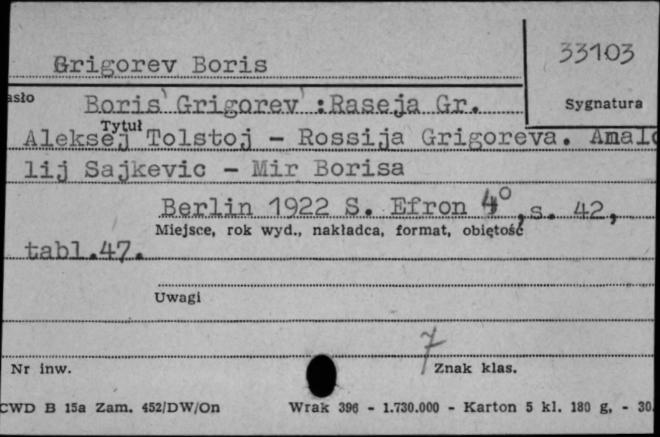 33103
Grigorev Boris
asło
Boris Grigorev :Raseja Gr.
Sygnatura
Tytuł
Aleksej Tolstoj - Rossija Grigoreva. Amalo
lij Sajkevic - Mir Borisa
Berlin 1922 S. Efron 4°, s. 42,
Miejsce, rok wyd., nakładca, format, obiętość
tabl.47.
Uwagi
7
Nr inw.
Znak klas.
CWD B 15a Zam. 452/DW/On Wrak 396 - 1.730.000 - Karton 5 kl. 180 g, - 30.